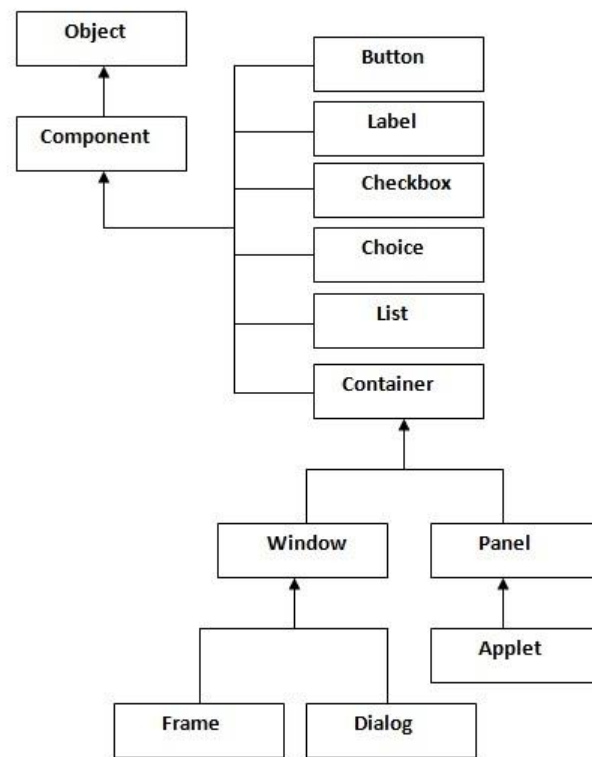 Object
Button
Label
Component
Checkbox
Choice
List
Container
Window
Panel
Applet
Frame
Dialog